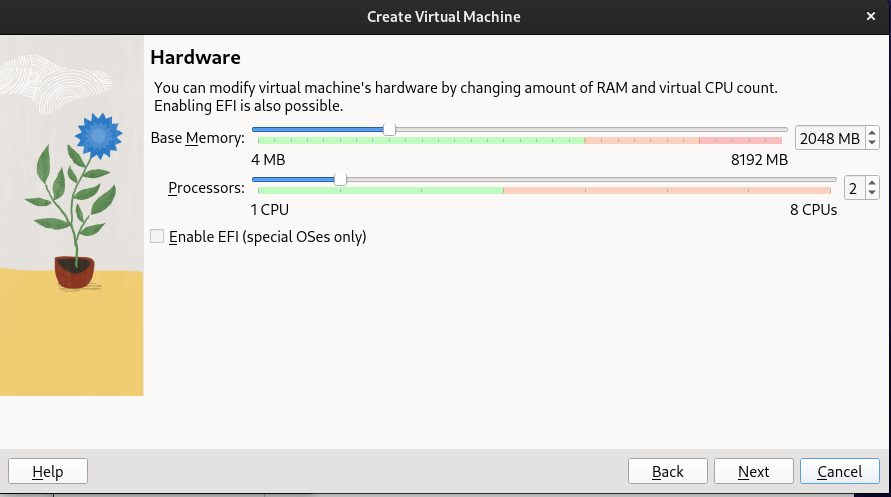 Create Virtual Machine
×
Hardware
You can modify virtual machine's hardware by changing amount of RAM and virtual CPU count.
Enabling EFI is also possible.
Base Memory:
2048 MB
4 MB
8192 MB
Processors:
2
1 CPU
8 CPUs
Enable EFI (special OSes only)
Help
Back
Next
Cancel